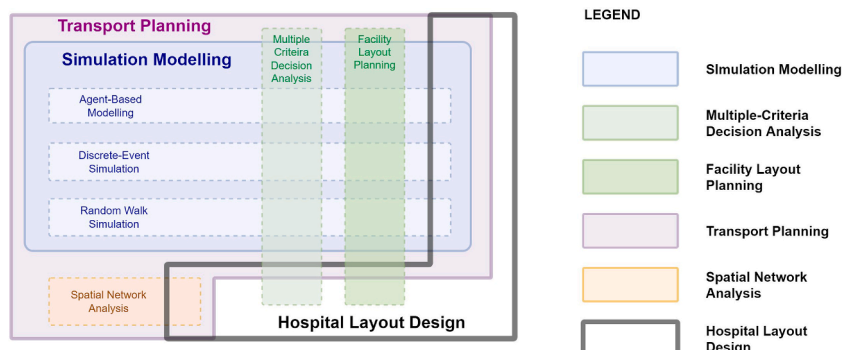 Transport Planning
Simulation Modelling
Multiple
Criteira
Decision
Analysis
Facility
Layout
Planning
Agent-Based
Modelling
Discrete-Event
Simulation
Random Walk
Simulation
Spatial Network
Analysis
Hospital Layout Design
LEGEND
SImulation Modelling
Multiple-Criteria
Decision Analysis
Facility Layout
Planning
Transport Planning
Spatial Network
Analysis
Hospital Layout
Design